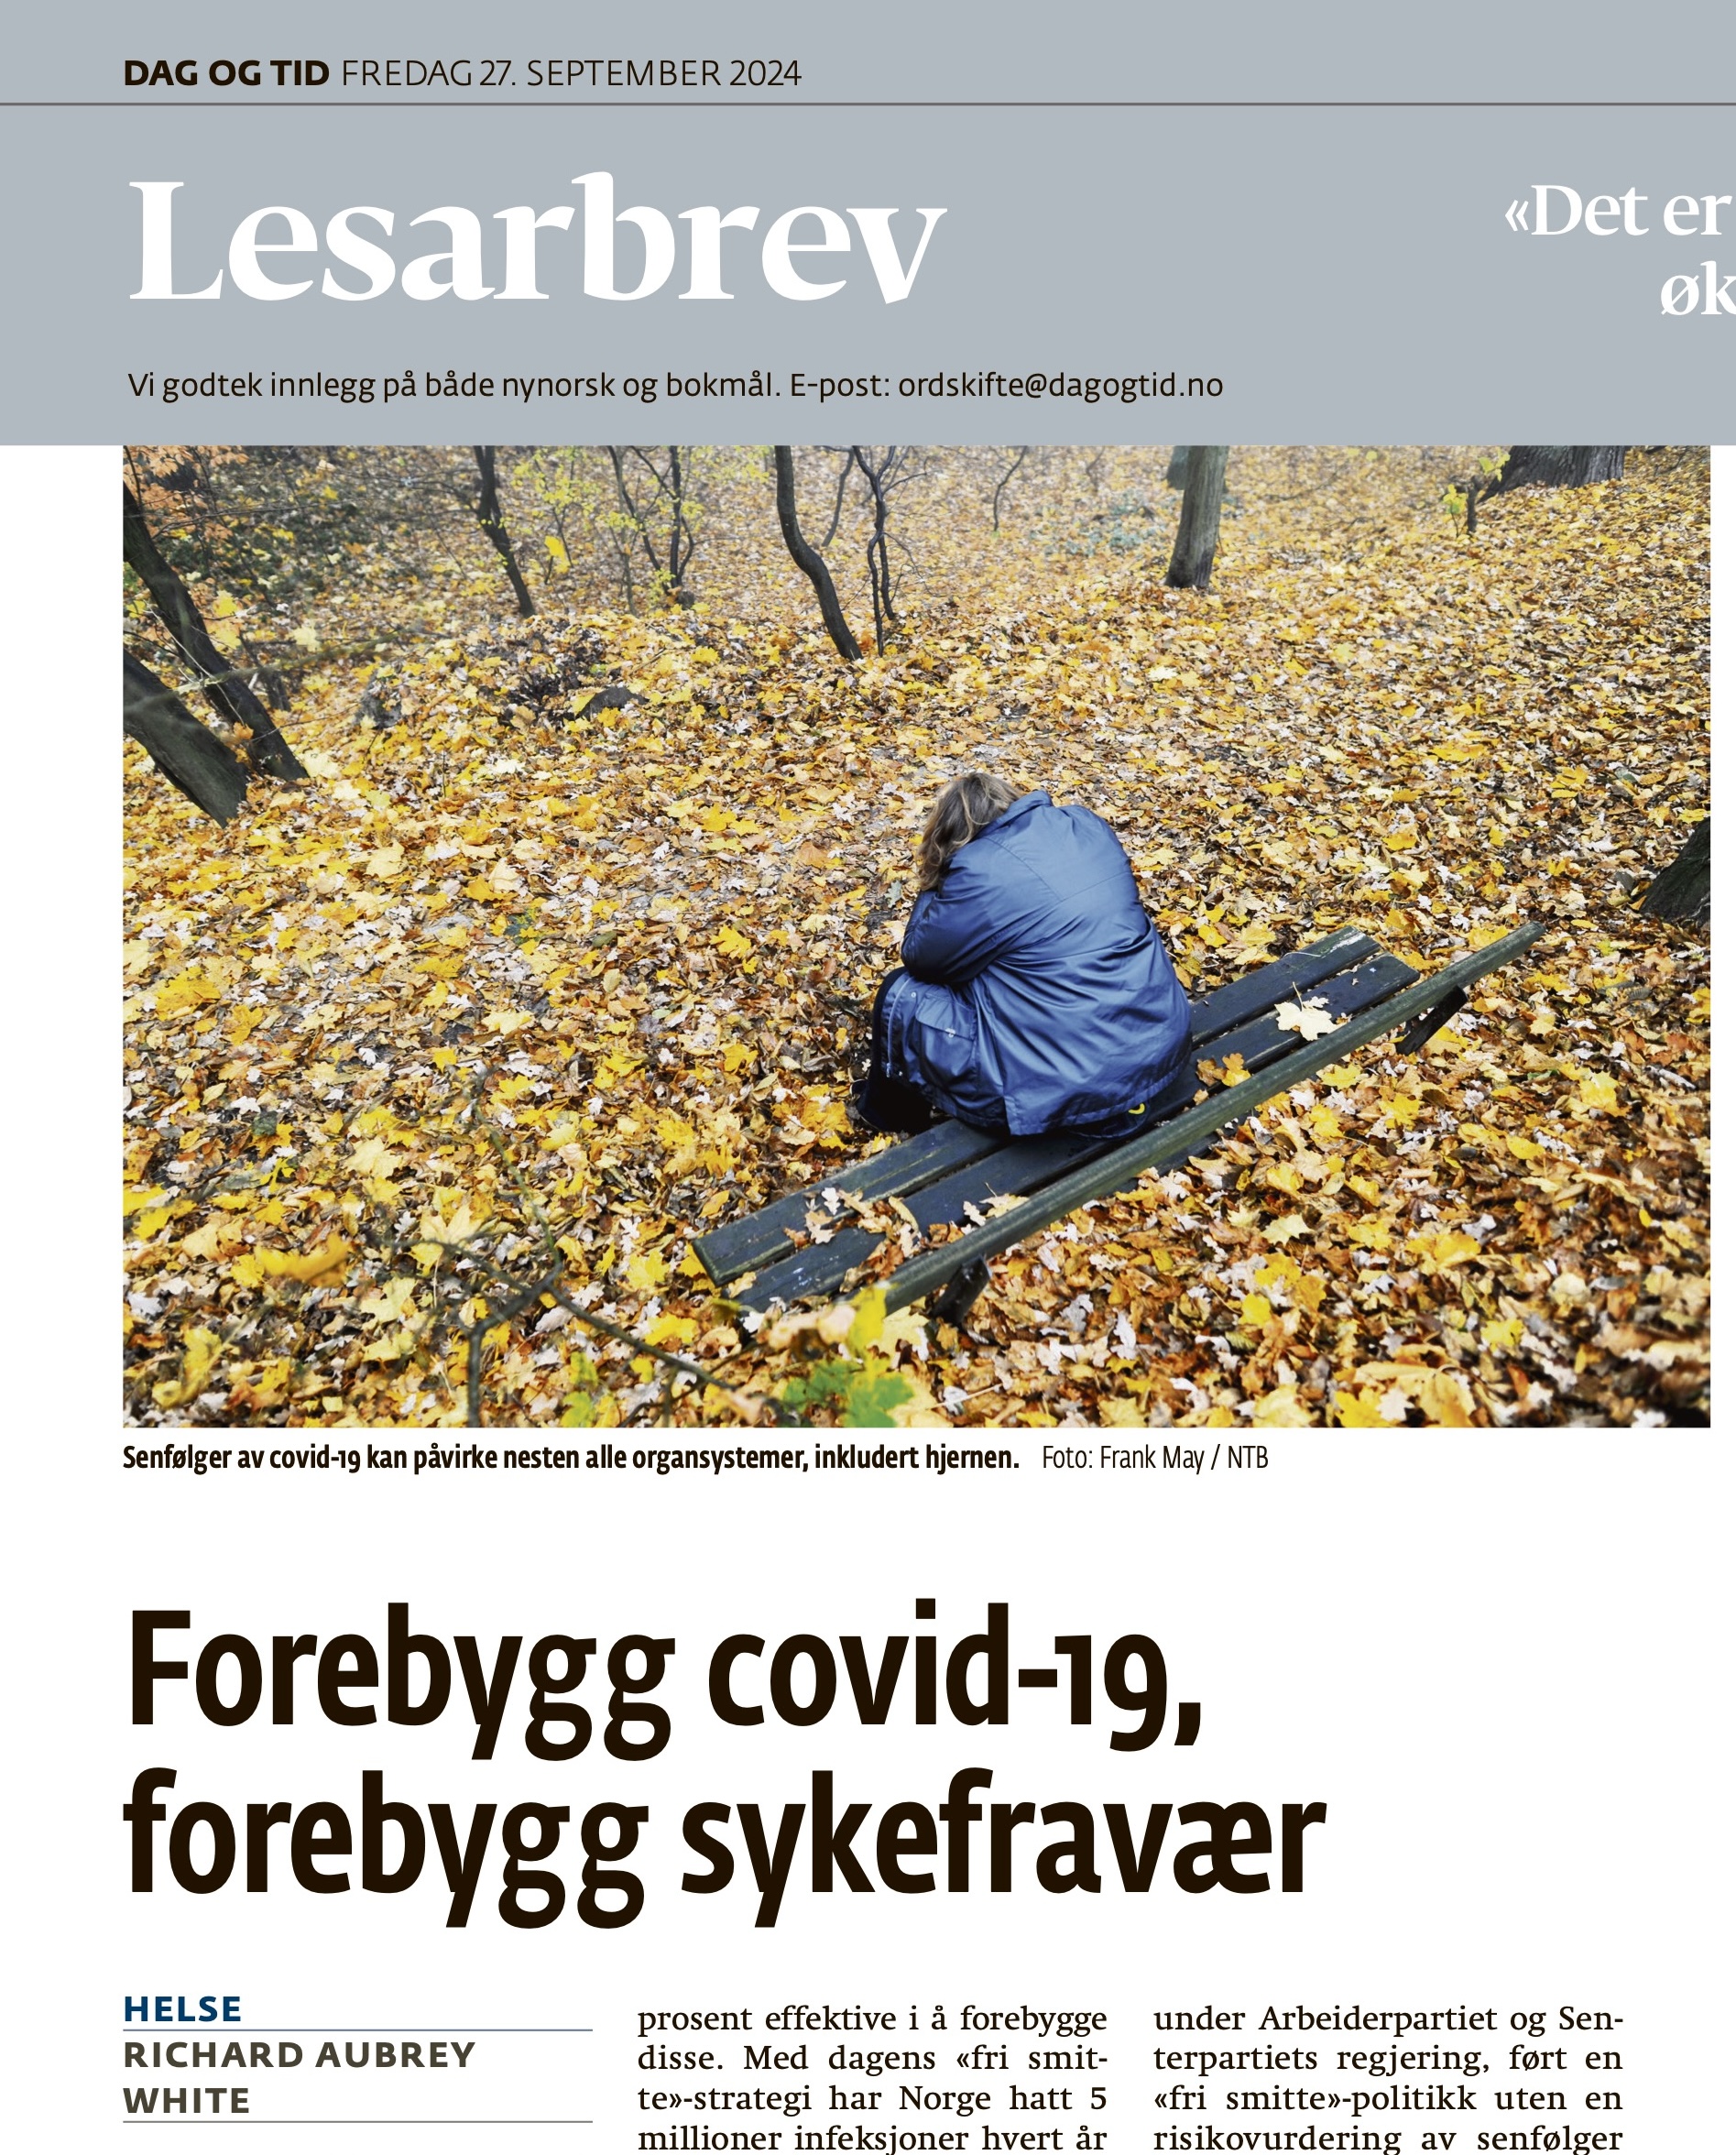 DAG OG TID FREDAG 27. SEPTEMBER 2024
Lesarbrev
«Det er
øk
Vi godtek innlegg på både nynorsk og bokmål. E-post: ordskifte@dagogtid.no
Senfølger av covid-19 kan påvirke nesten alle organsystemer, inkludert hjernen. Foto: Frank May / NTB
Forebygg covid-19,
forebygg sykefravær
HELSE
RICHARD AUBREY
WHITE
prosent effektive i å forebygge
disse. Med dagens «fri smit-
te»-strategi har Norge hatt 5
millioner infeksjoner hvert år
under Arbeiderpartiet og Sen-
terpartiets regjering, ført en
«fri smitte»-politikk uten en
risikovurdering av senfølger